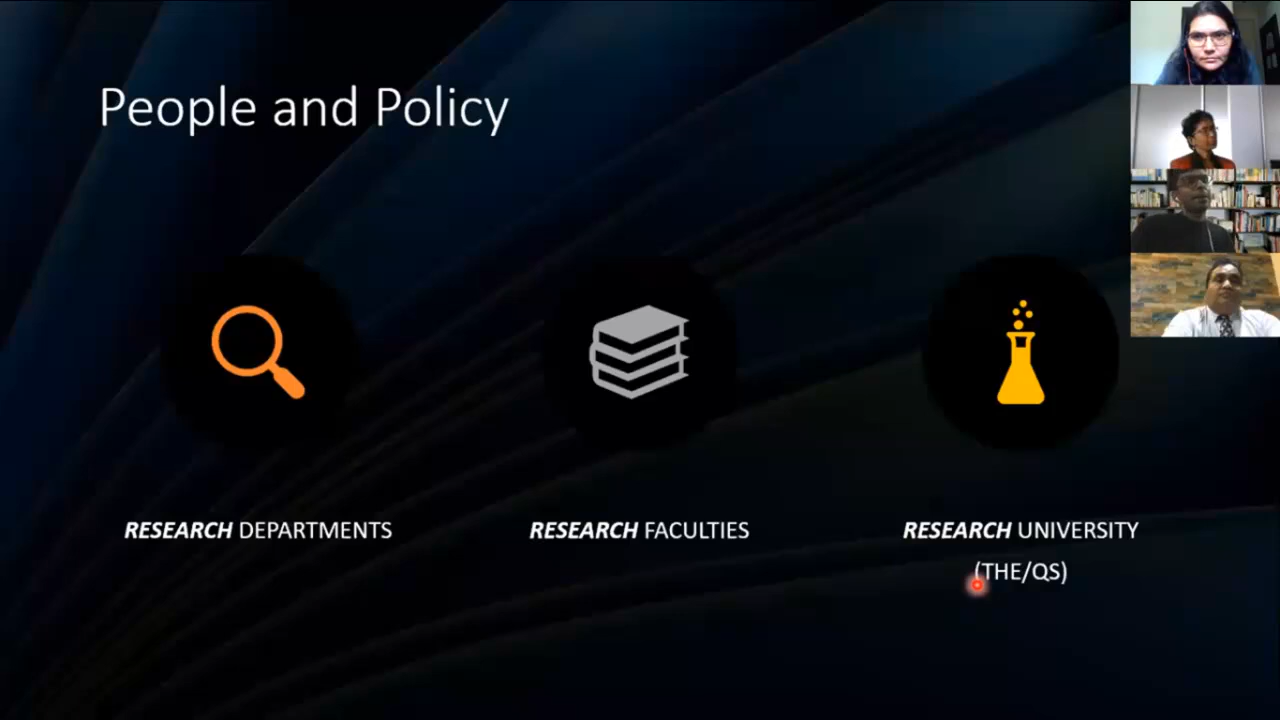 People and Policy
RESEARCH DEPARTMENTS
RESEARCH FACULTIES
RESEARCH UNIVERSITY
(THE/QS)